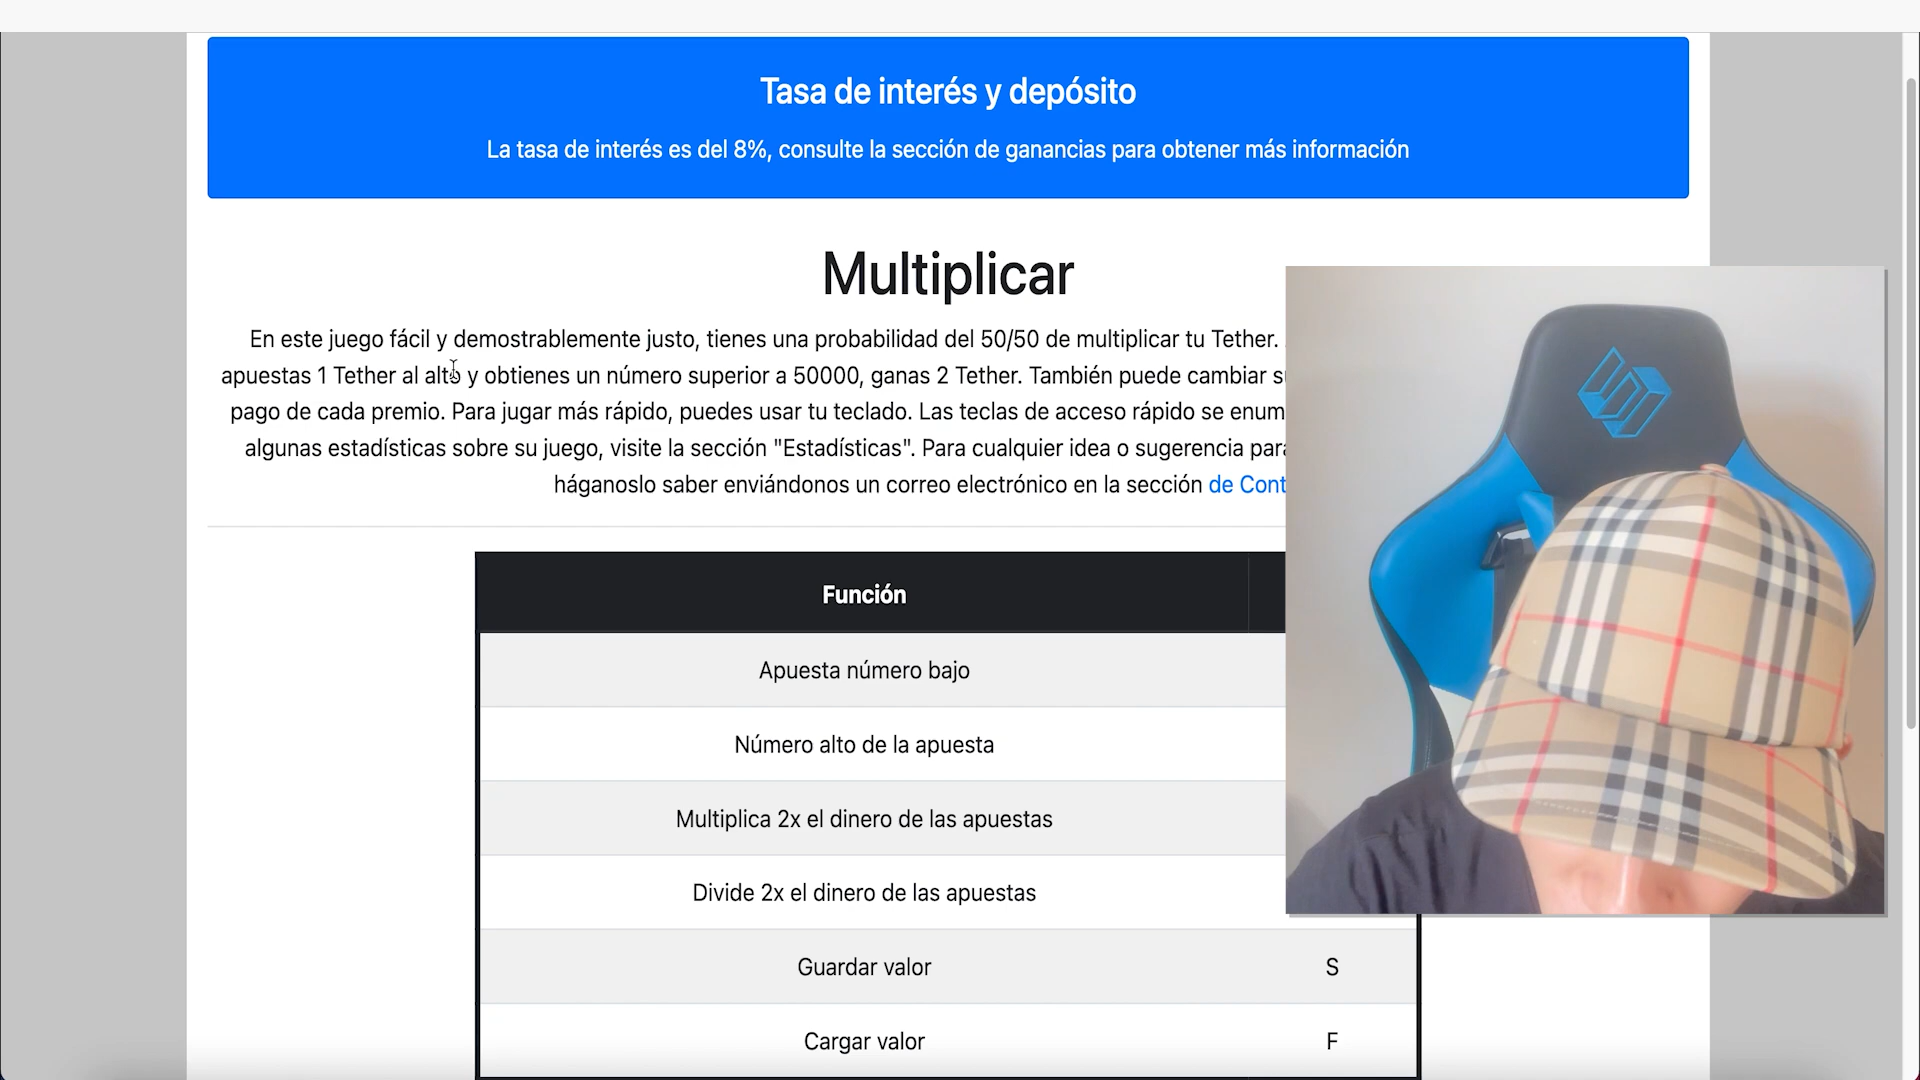 Tasa de interés y depósito
La tasa de interés es del 8%, consulte la sección de ganancias para obtener más información
Multiplicar
En este juego fácil y demostrablemente justo, tienes una probabilidad del 50/50 de multiplicar tu Tether.
apuestas 1 Tether al alto y obtienes un número superior a 50000, ganas 2 Tether. También puede cambiar
pago de cada premio. Para jugar más rápido, puedes usar tu teclado. Las teclas de acceso rápido se enum
algunas estadísticas sobre su juego, visite la sección "Estadísticas". Para cualquier idea o sugerencia para
háganoslo saber enviándonos un correo electrónico en la sección de Cont
Función
Apuesta número bajo
Número alto de la apuesta
Multiplica 2x el dinero de las apuestas
Divide 2x el dinero de las apuestas
Guardar valor S
Cargar valor F